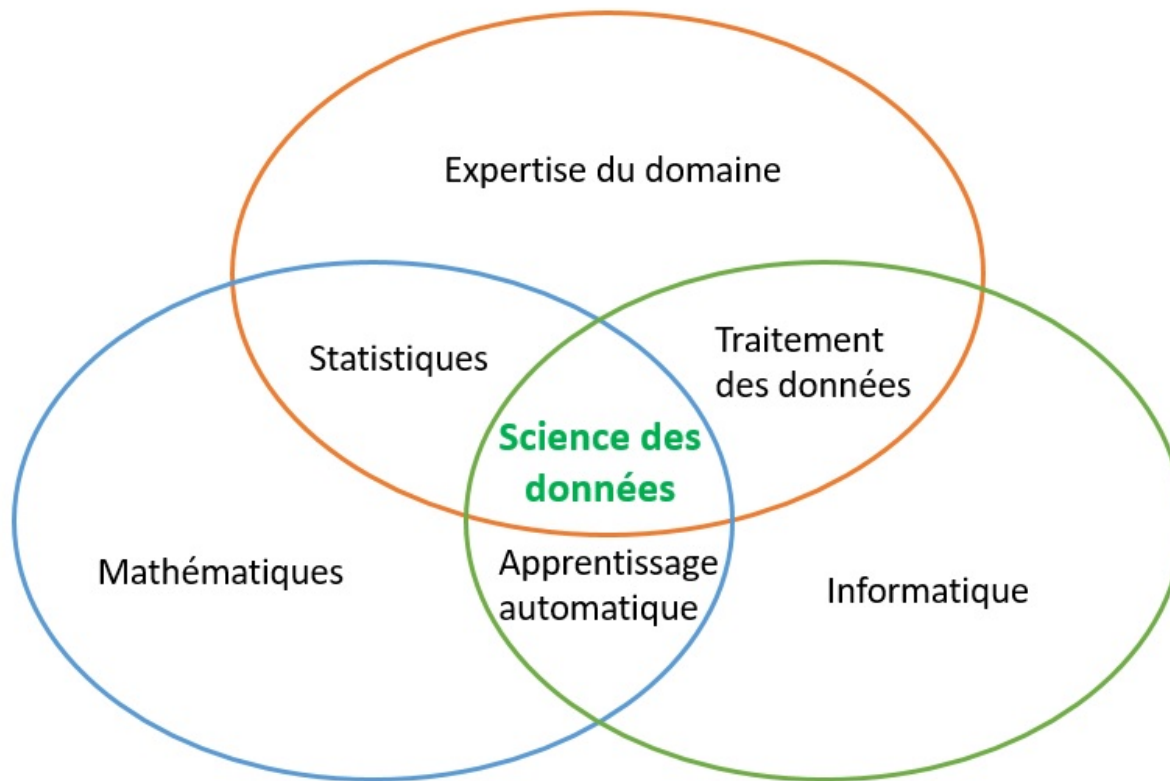 Expertise du domaine
Statistiques
Traitement
des données
Science des
données
Mathématiques
Apprentissage
automatique
Informatique